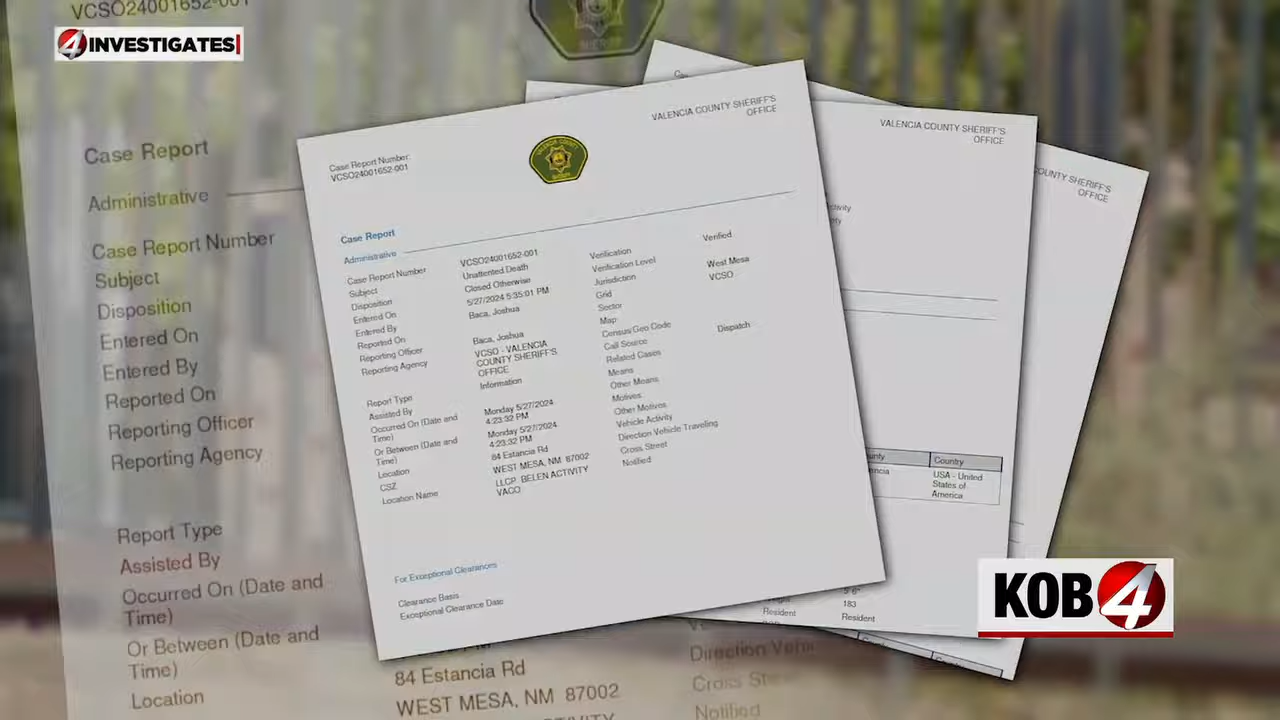 VCSO24001652-001
4INVESTIGATES
Case Report
Administrative
Case Report Number
Subject
Disposition
Entered On
Entered By
Reported On
Reporting Officer
Reporting Agency
Report Type
Assisted By
Occurred On (Date and
Time)
Or Between (Date and
Time)
Location
84 Estancia Rd
WEST MESA, NM 87002
Direction Vehi
Cross Stre
Notified
Case Report Number:
VCSO24001652-001
VALENCIA COUNTY SHERIFF'S
OFFICE
Case Report
Administrative
Case Report Number VCSO24001652-001 Verification Verified
Subject Unattented Death Verification Level
Disposition Closed Otherwise Jurisdiction West Mesa
Entered On 5/27/2024 5:35:01 PM Grid VCSO
Entered By Baca, Joshua Sector
Reported On Map
Reporting Officer Baca, Joshua Census/Geo Code
Reporting Agency VCSO - VALENCIA Call Source Dispatch
COUNTY SHERIFF'S Related Cases
OFFICE Means
Report Type Information Other Means
Assisted By Motives
Occurred On (Date and Monday 5/27/2024 Other Motives
Time) 4:23:32 PM Vehicle Activity
Or Between (Date and Monday 5/27/2024 Direction Vehicle Traveling
Time) 4:23:32 PM Cross Street
Location 84 Estancia Rd Notified
CSZ WEST MESA, NM 87002
Location Name LLCP BELEN ACTIVITY
VACO
For Exceptional Clearances
Clearance Basis
Exceptional Clearance Date
VALENCIA COUNTY SHERIFF'S
OFFICE
Country
USA - United
States of
America
183
Resident
Resident
COUNTY SHERIFF'S
OFFICE
KOB4